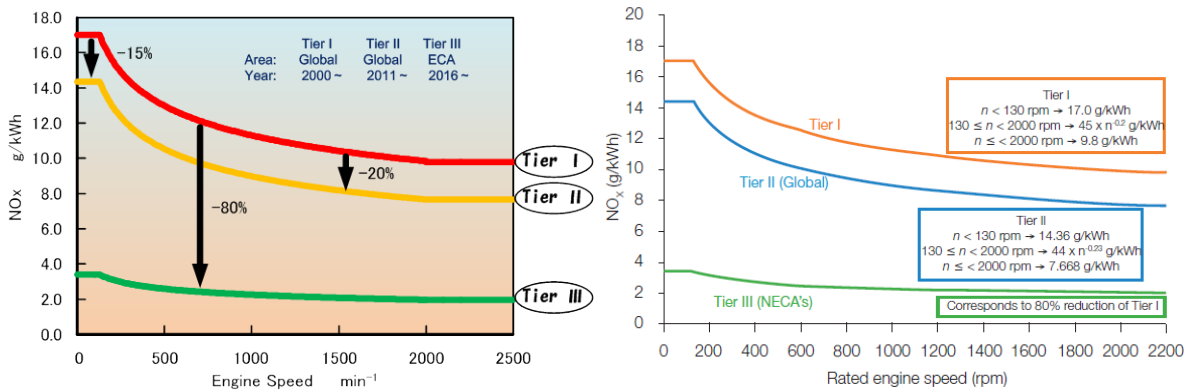 18.0
16.0
14.0
12.0
10.0
8.0
6.0
4.0
2.0
0.0
NOx g/kWh
-15%
Tier I Tier II Tier III
Area: Global Global ECA
Year: 2000~ 2011~ 2016~
-20%
-80%
Tier I
Tier II
Tier III
0 500 1000 1500 2000 2500
Engine Speed min⁻¹
20
18
16
14
12
10
8
6
4
2
0
NOx (g/kWh)
Tier I
n < 130 rpm → 17.0 g/kWh
130 ≤ n < 2000 rpm → 45 x n-0.2 g/kWh
n ≤ < 2000 rpm → 9.8 g/kWh
Tier I
Tier II (Global)
Tier II
n < 130 rpm → 14.36 g/kWh
130 ≤ n < 2000 rpm → 44 x n-0.23 g/kWh
n ≤ < 2000 rpm → 7.668 g/kWh
Tier III (NECA's)
Corresponds to 80% reduction of Tier I
0 200 400 600 800 1000 1200 1400 1600 1800 2000 2200
Rated engine speed (rpm)